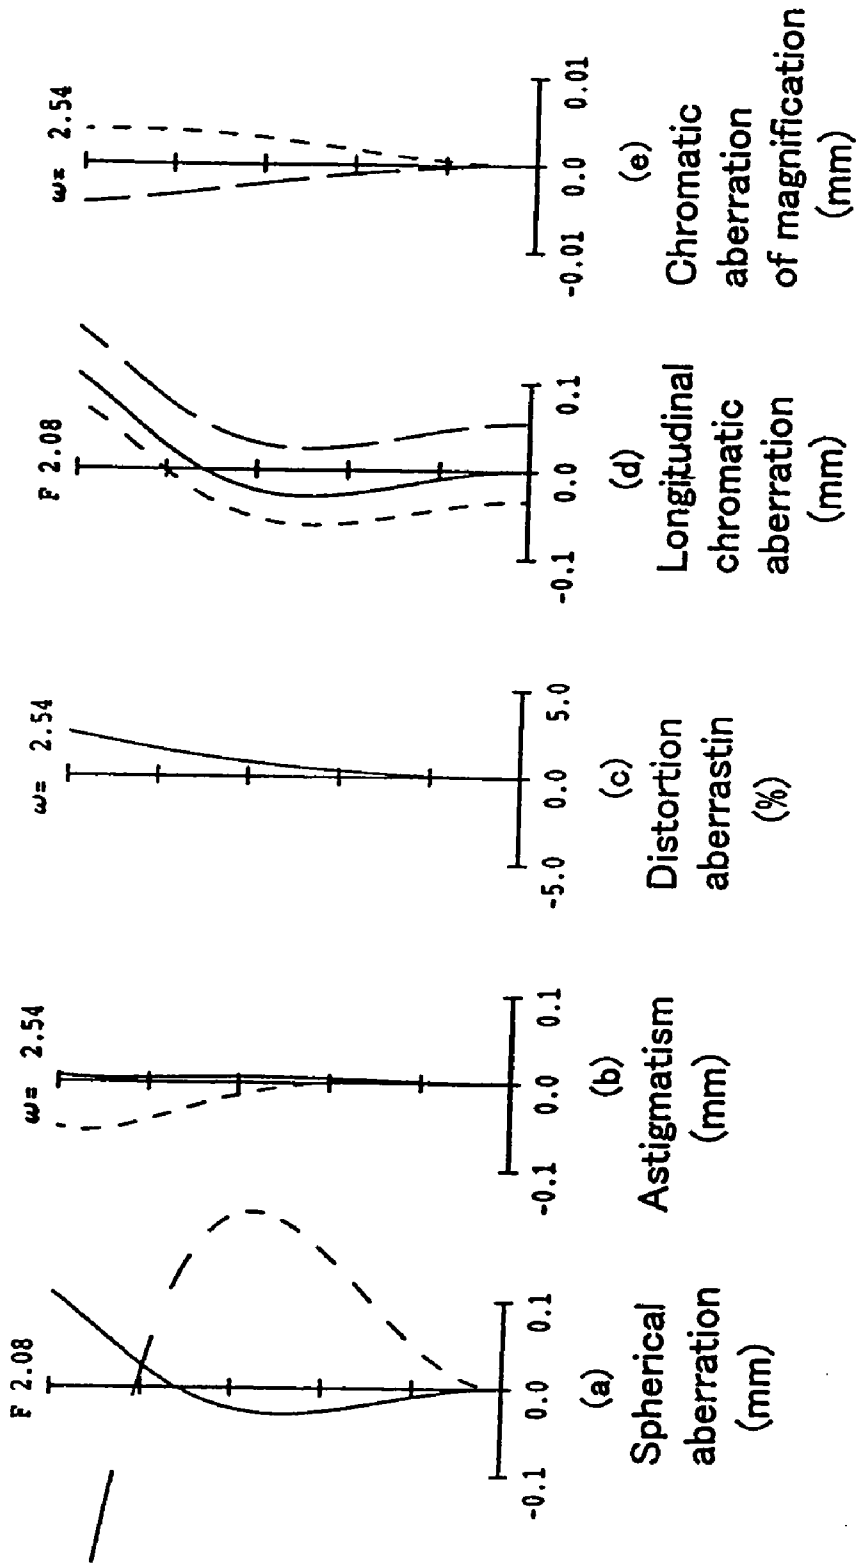 F 2.08
-0.1 0.0 0.1
(a)
Spherical
aberration
(mm)
ω= 2.54
-0.1 0.0 0.1
(b)
Astigmatism
(mm)
ω= 2.54
-5.0 0.0 5.0
(c)
Distortion
aberrastin
(%)
F 2.08
-0.1 0.0 0.1
(d)
Longitudinal
chromatic
aberration
(mm)
ω= 2.54
-0.01 0.0 0.01
(e)
Chromatic
aberration
of magnification
(mm)